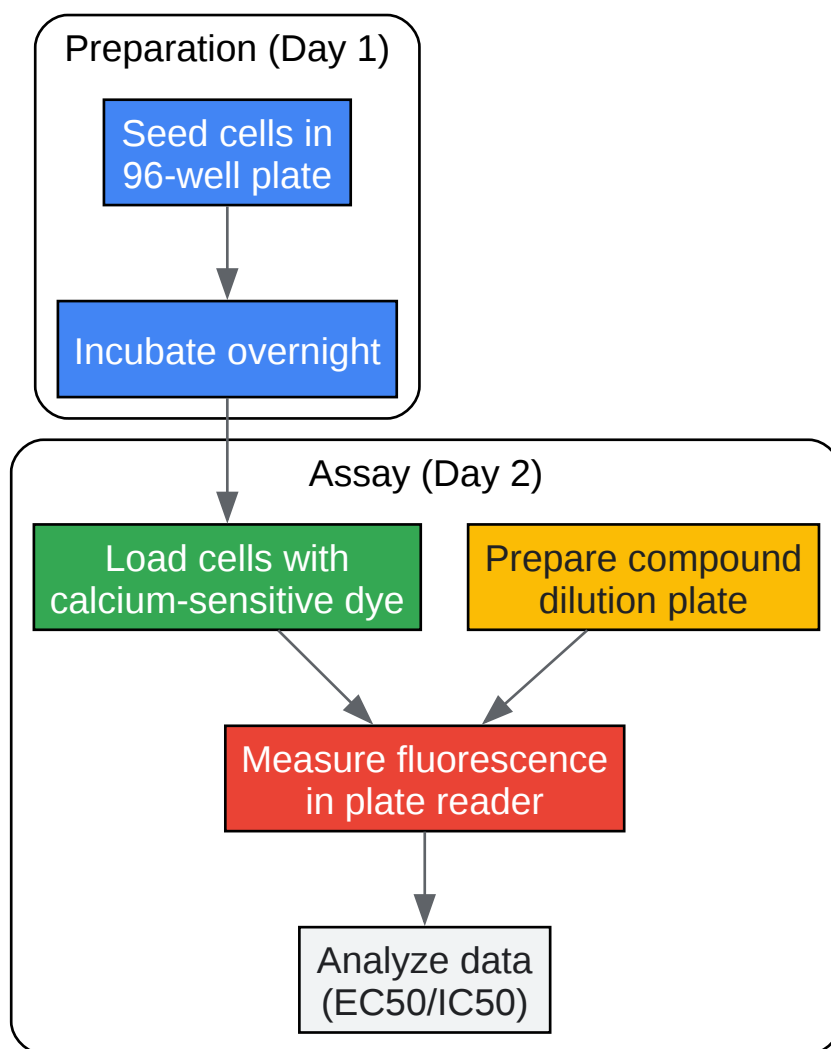 Preparation (Day 1)
Seed cells in
96-well plate
Incubate overnight
Assay (Day 2)
Load cells with
calcium-sensitive dye
Prepare compound
dilution plate
Measure fluorescence
in plate reader
Analyze data
(EC50/IC50)